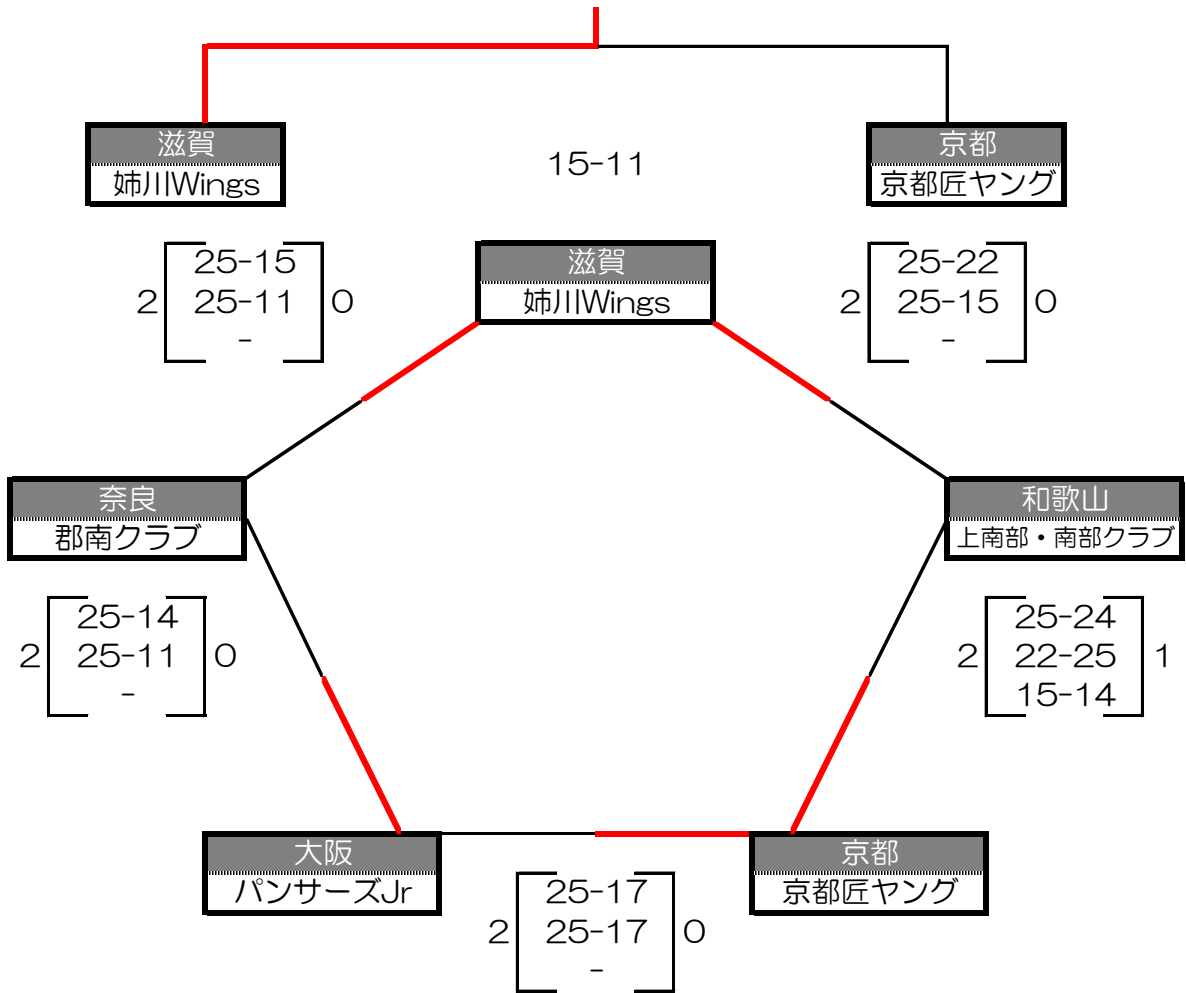 滋賀
姉川Wings
15-11
京都
京都匠ヤング
25-15
2 25-11 0
-
滋賀
姉川Wings
25-22
2 25-15 0
-
奈良
郡南クラブ
和歌山
上南部・南部クラブ
25-14
2 25-11 0
-
25-24
2 22-25 1
15-14
大阪
パンサーズJr
京都
京都匠ヤング
25-17
2 25-17 0
-